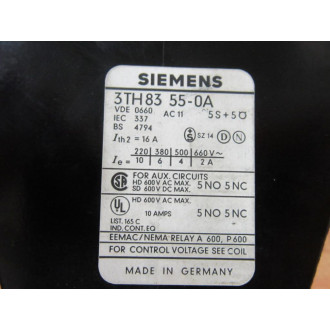 SIEMENS
3TH83 55-0A
VDE 0660 AC 11 5S+5Ö
IEC 337
BS 4794 SZ 14 D N
Ith2 = 16 A
220 380 500 660 V~
Ie = 10 6 4 2 A
FOR AUX. CIRCUITS
HD 600 V AC MAX. 5 NO 5 NC
SD 600 V DC MAX.
HD 600 V AC MAX
10 AMPS 5 NO 5 NC
LIST. 165 C
IND. CONT. EQ
EEMAC/NEMA RELAY A 600, P 600
FOR CONTROL VOLTAGE SEE COIL
MADE IN GERMANY